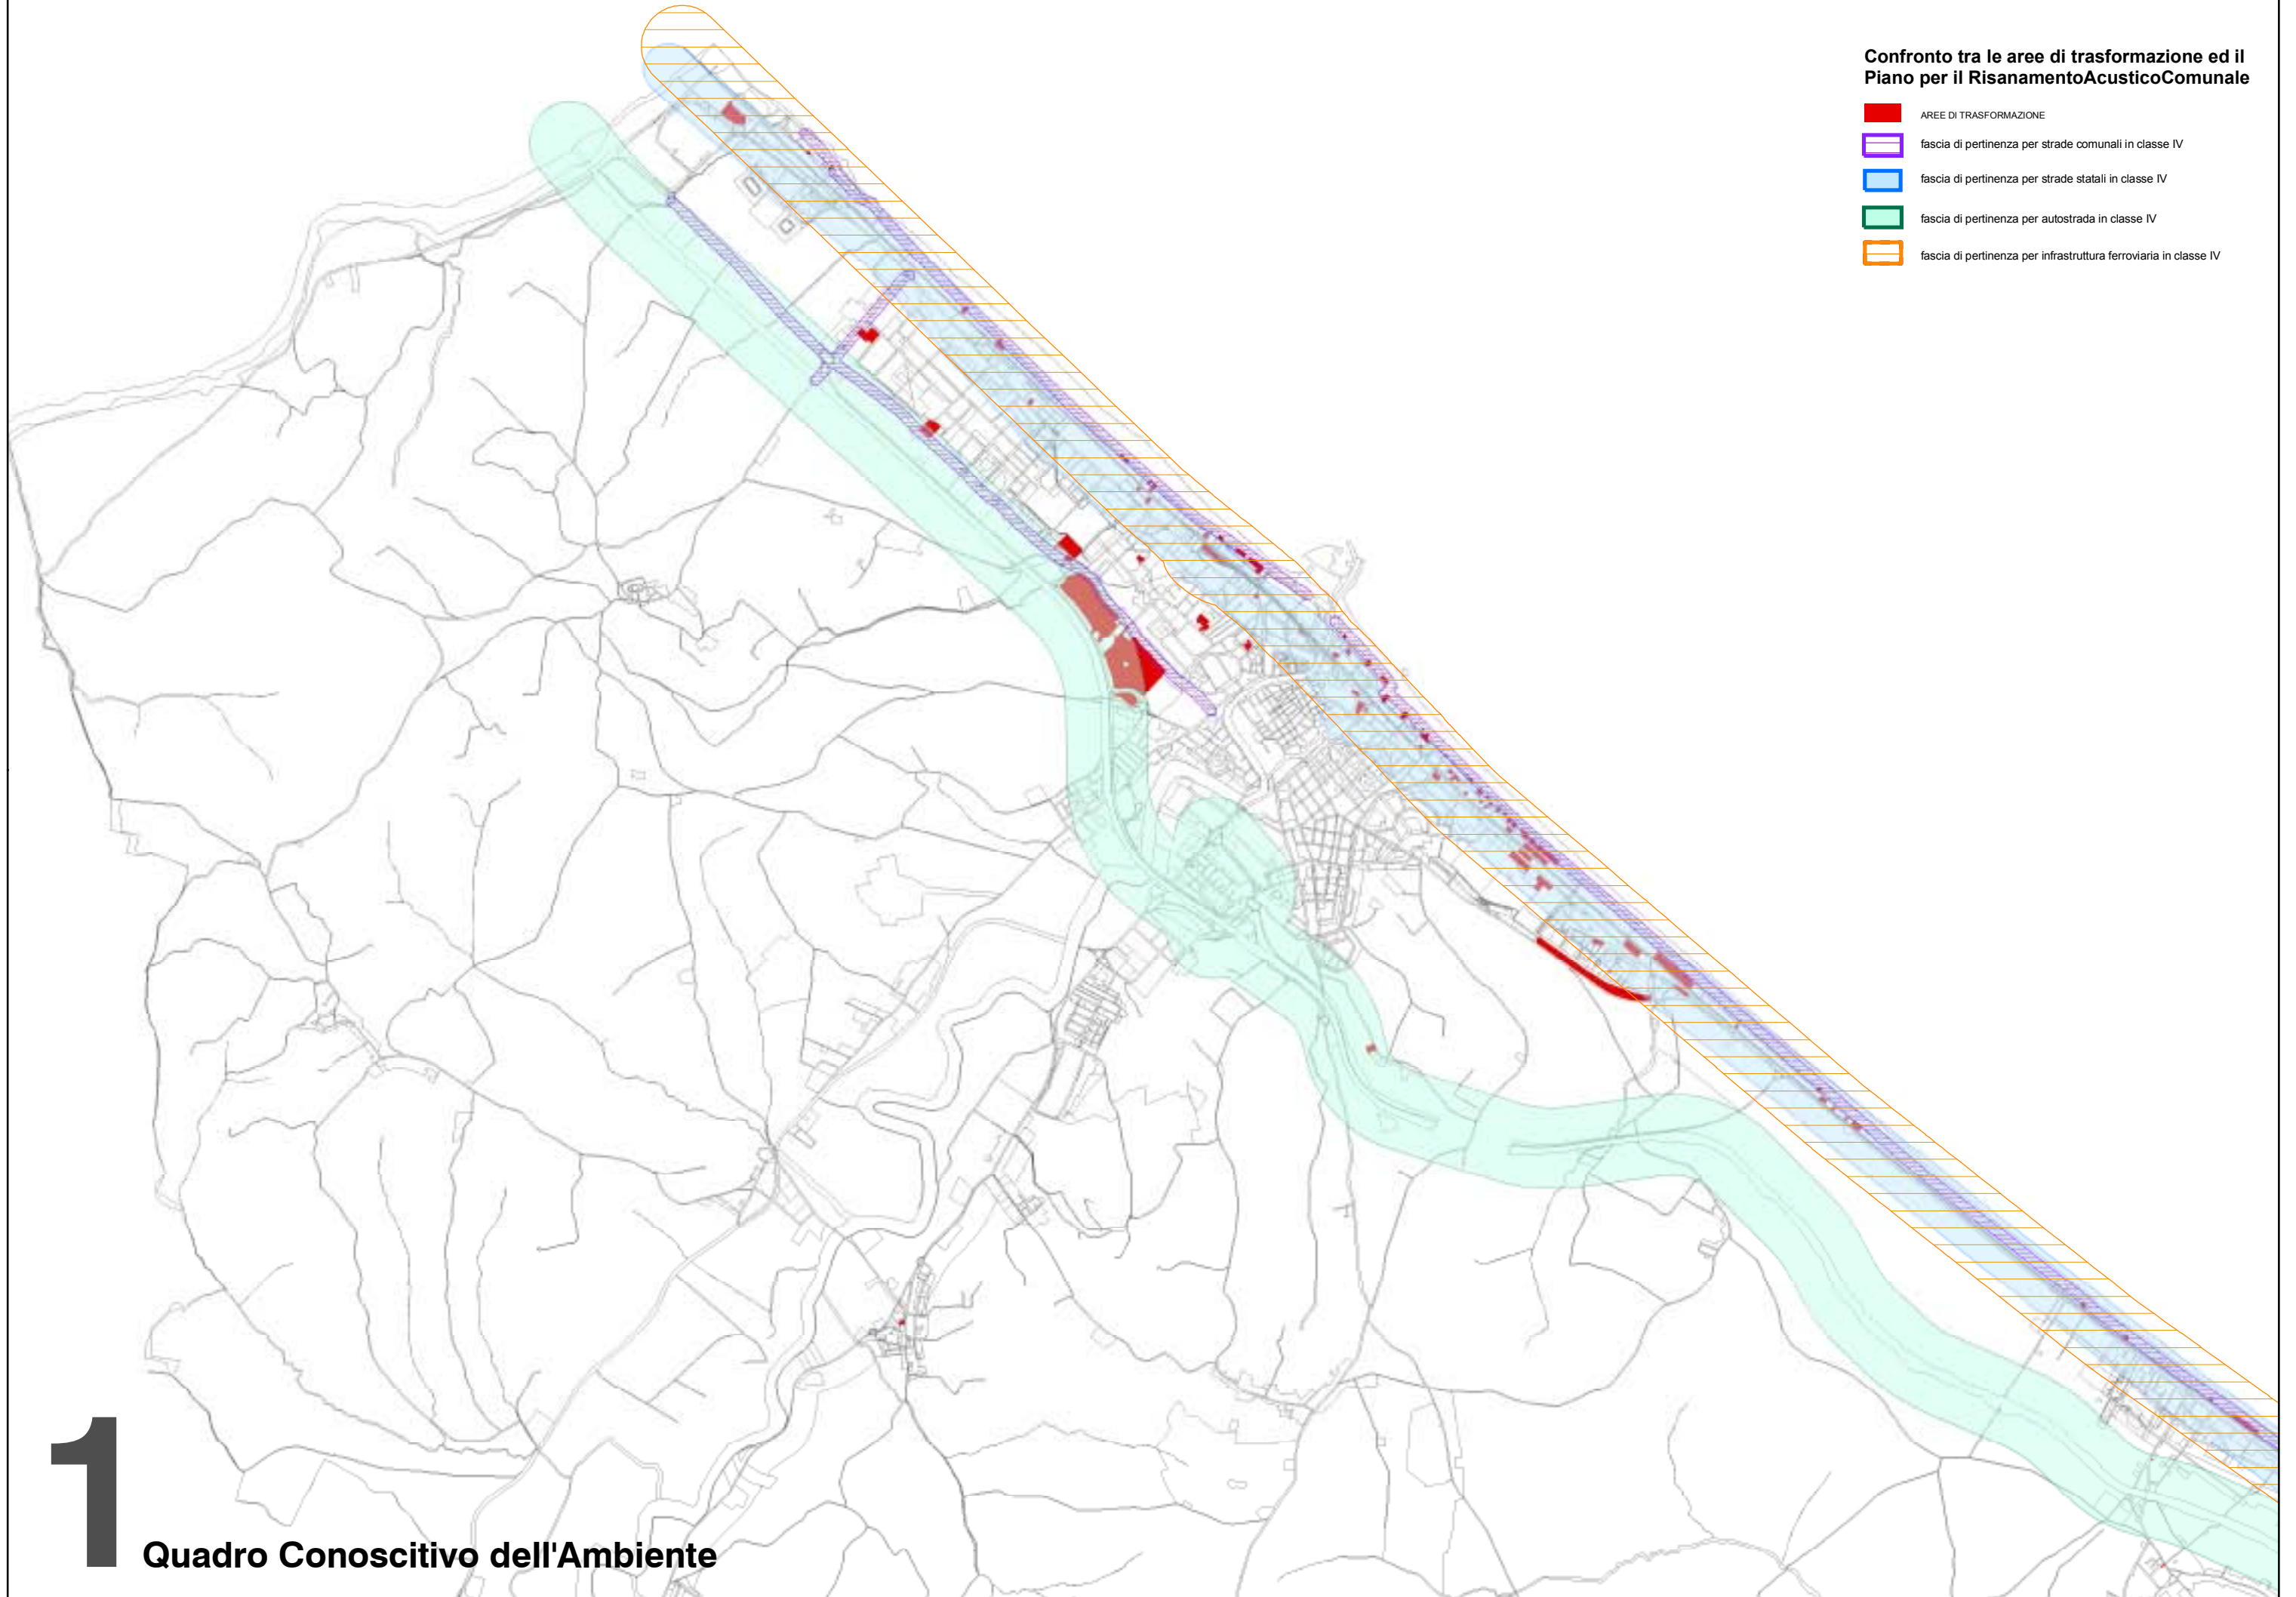 Confronto tra le aree di trasformazione ed il
Piano per il RisanamentoAcusticoComunale
AREE DI TRASFORMAZIONE
fascia di pertinenza per strade comunali in classe IV
fascia di pertinenza per strade statali in classe IV
fascia di pertinenza per autostrada in classe IV
fascia di pertinenza per infrastruttura ferroviaria in classe IV
1 Quadro Conoscitivo dell'Ambiente